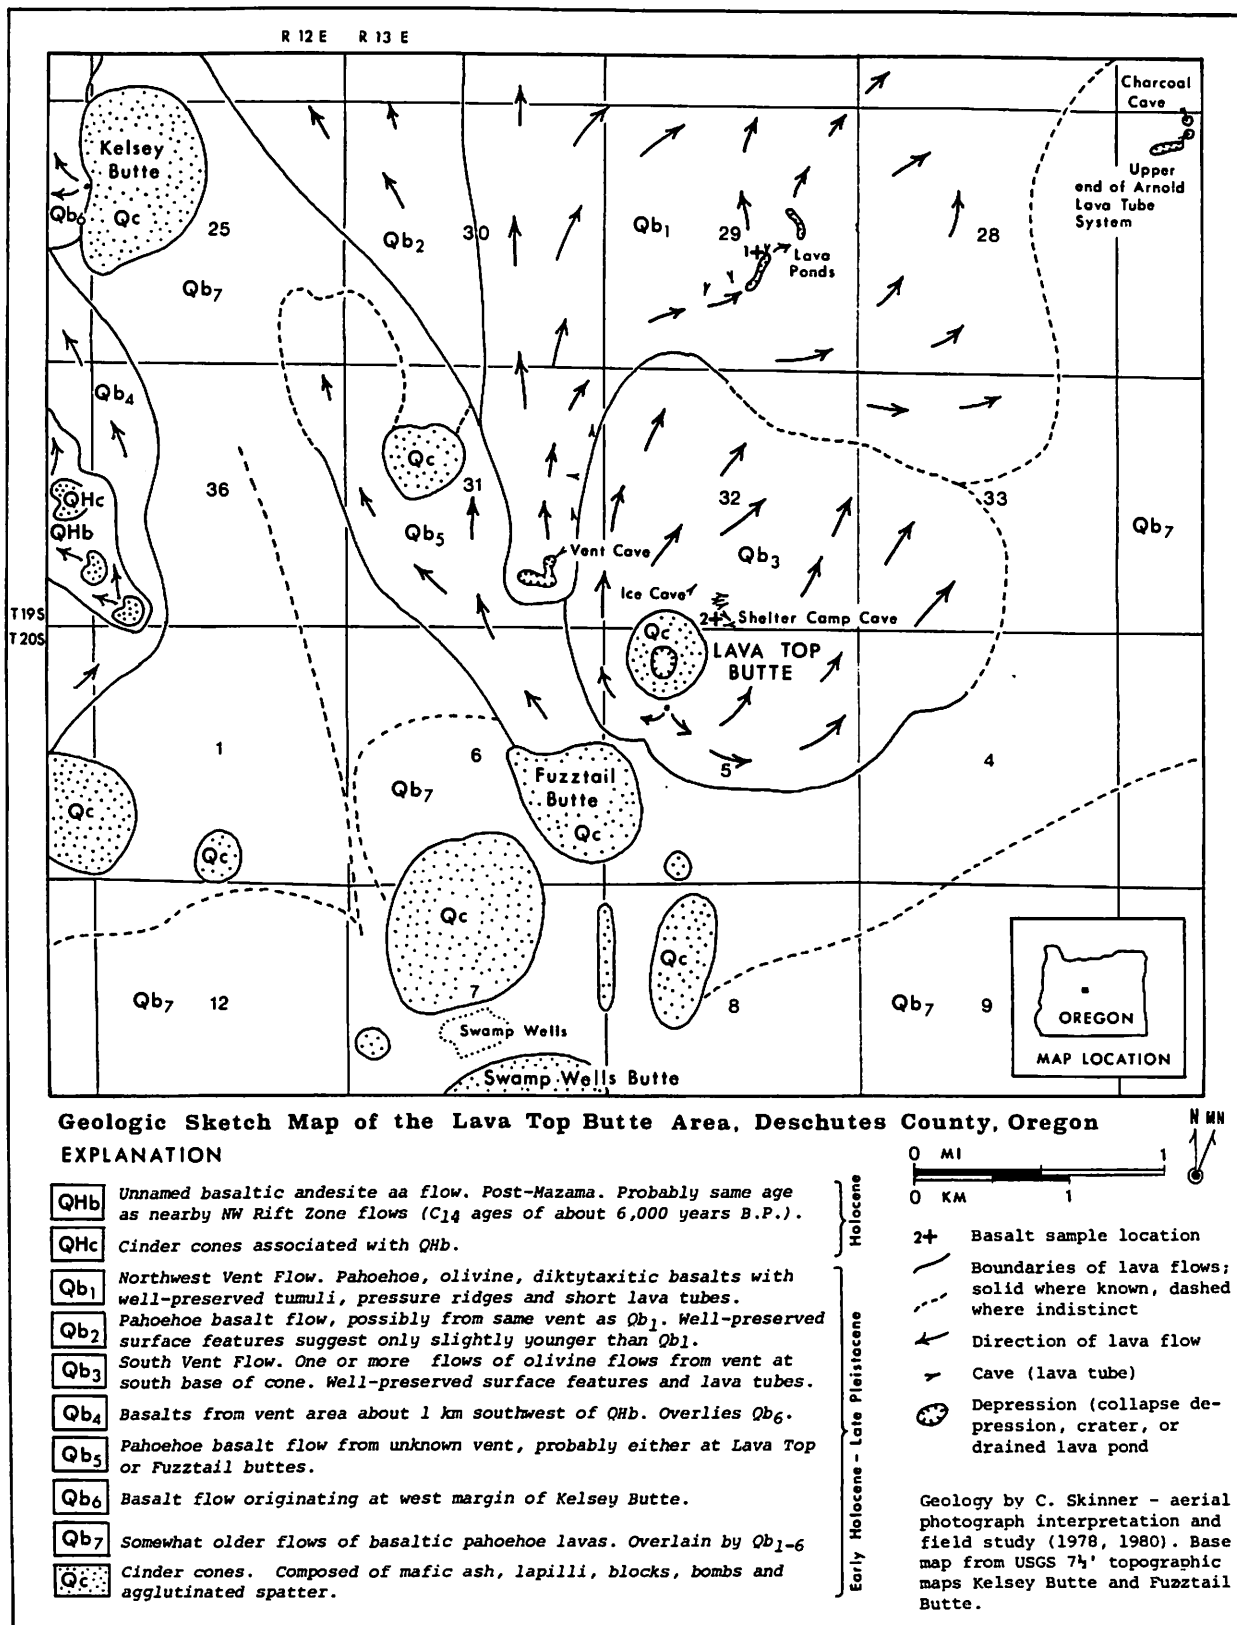 R 12 E R 13 E
Charcoal
Cave
Kelsey
Butte
Qc
Qb6
25
Qb2
30
Qb1
29
1+
Lava
Ponds
28
Upper
end of Arnold
Lava Tube
System
Qb7
Qb4
QHc
QHb
36
Qc
31
Qb5
32
Qb3
33
Qb7
Vent Cave
Ice Cave
2+ Shelter Camp Cave
T 19 S
T 20 S
Qc
LAVA TOP
BUTTE
1
6
5
4
Qb7
Fuzztail
Butte
Qc
Qc
Qc
Qc
Qc
7
8
Qb7 12
Qb7 9
Swamp Wells
Swamp Wells Butte
OREGON
MAP LOCATION
Geologic Sketch Map of the Lava Top Butte Area, Deschutes County, Oregon
EXPLANATION
QHb Unnamed basaltic andesite aa flow. Post-Mazama. Probably same age
as nearby NW Rift Zone flows (C14 ages of about 6,000 years B.P.).
QHc Cinder cones associated with QHb.
Holocene
Qb1 Northwest Vent Flow. Pahoehoe, olivine, diktytaxitic basalts with
well-preserved tumuli, pressure ridges and short lava tubes.
Qb2 Pahoehoe basalt flow, possibly from same vent as Qb1. Well-preserved
surface features suggest only slightly younger than Qb1.
Qb3 South Vent Flow. One or more flows of olivine flows from vent at
south base of cone. Well-preserved surface features and lava tubes.
Qb4 Basalts from vent area about 1 km southwest of QHb. Overlies Qb6.
Qb5 Pahoehoe basalt flow from unknown vent, probably either at Lava Top
or Fuzztail buttes.
Qb6 Basalt flow originating at west margin of Kelsey Butte.
Qb7 Somewhat older flows of basaltic pahoehoe lavas. Overlain by Qb1-6
Qc Cinder cones. Composed of mafic ash, lapilli, blocks, bombs and
agglutinated spatter.
Early Holocene - Late Pleistacene
N MN
0 MI 1
0 KM 1
2+ Basalt sample location
Boundaries of lava flows;
solid where known, dashed
where indistinct
Direction of lava flow
Cave (lava tube)
Depression (collapse de-
pression, crater, or
drained lava pond
Geology by C. Skinner - aerial
photograph interpretation and
field study (1978, 1980). Base
map from USGS 7½' topographic
maps Kelsey Butte and Fuzztail
Butte.